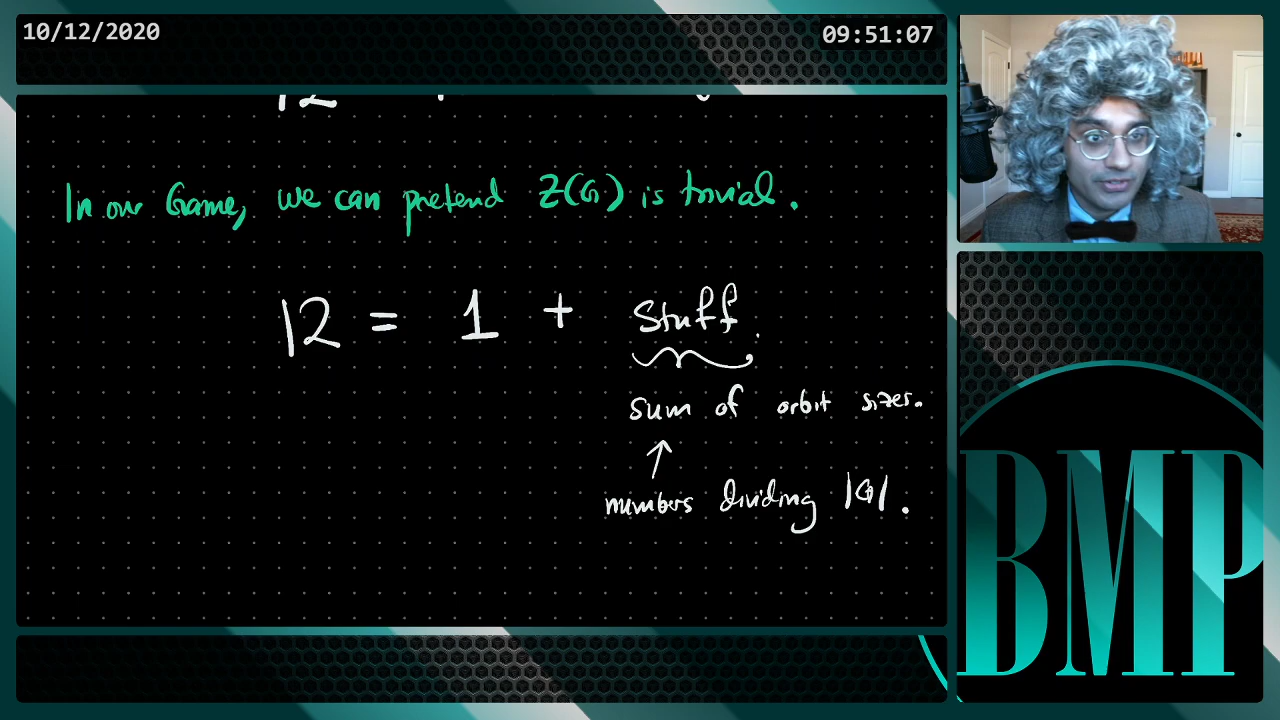 10/12/2020
09:51:07
12
In our Game, we can pretend Z(G) is trivial.
12 = 1 + Stuff.
sum of orbit sizes.
↑
numbers dividing |G|.
BMP